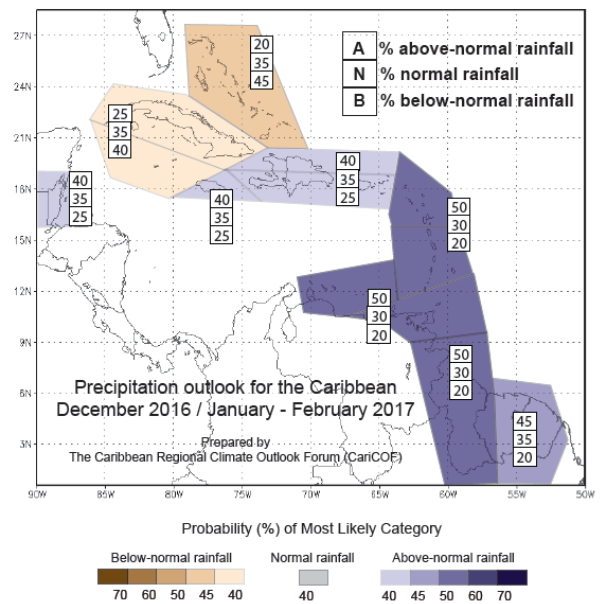 27N
24N
21N
18N
15N
12N
9N
6N
3N
20
35
45
A % above-normal rainfall
N % normal rainfall
B % below-normal rainfall
25
35
40
40
35
25
40
35
25
40
35
25
50
30
20
50
30
20
50
30
20
45
35
20
Precipitation outlook for the Caribbean
December 2016 / January - February 2017
Prepared by
The Caribbean Regional Climate Outlook Forum (CariCOF)
90W 85W 80W 75W 70W 65W 60W 55W 50W
Probability (%) of Most Likely Category
Below-normal rainfall Normal rainfall Above-normal rainfall
70 60 50 45 40 40 40 45 50 60 70